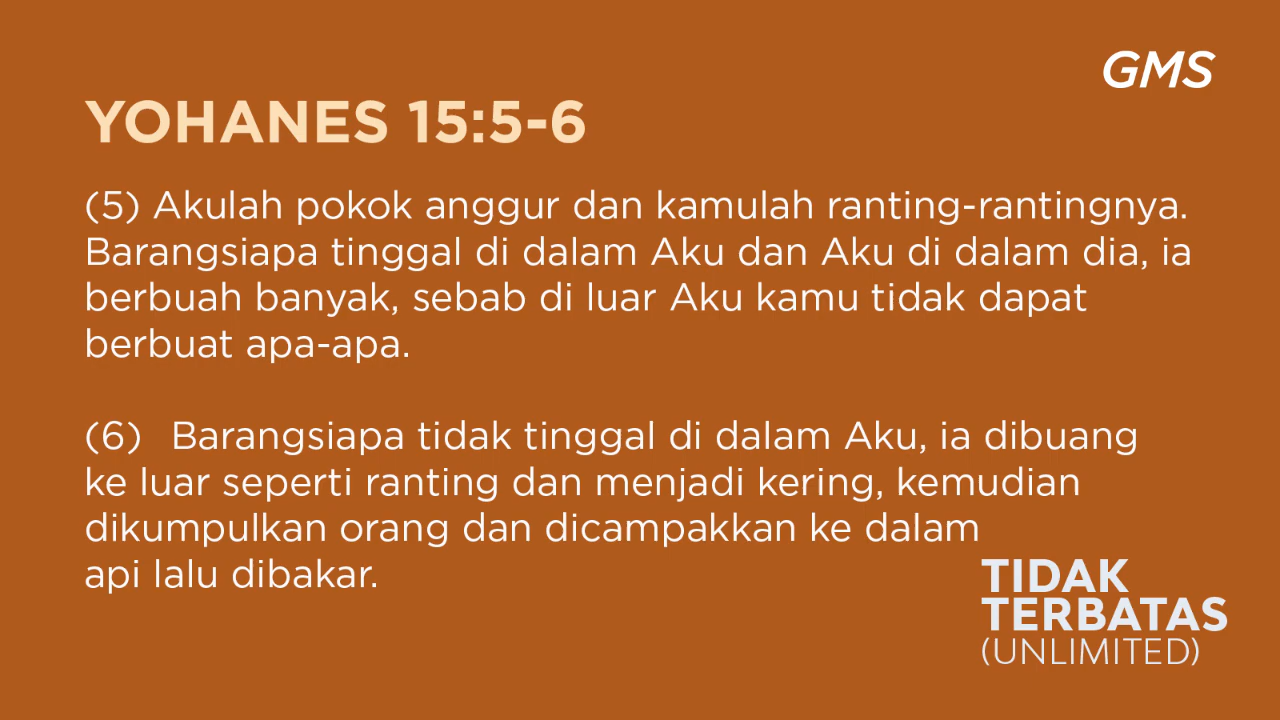 GMS
YOHANES 15:5-6
(5) Akulah pokok anggur dan kamulah ranting-rantingnya.
Barangsiapa tinggal di dalam Aku dan Aku di dalam dia, ia
berbuah banyak, sebab di luar Aku kamu tidak dapat
berbuat apa-apa.
(6) Barangsiapa tidak tinggal di dalam Aku, ia dibuang
ke luar seperti ranting dan menjadi kering, kemudian
dikumpulkan orang dan dicampakkan ke dalam
api lalu dibakar.
TIDAK
TERBATAS
(UNLIMITED)